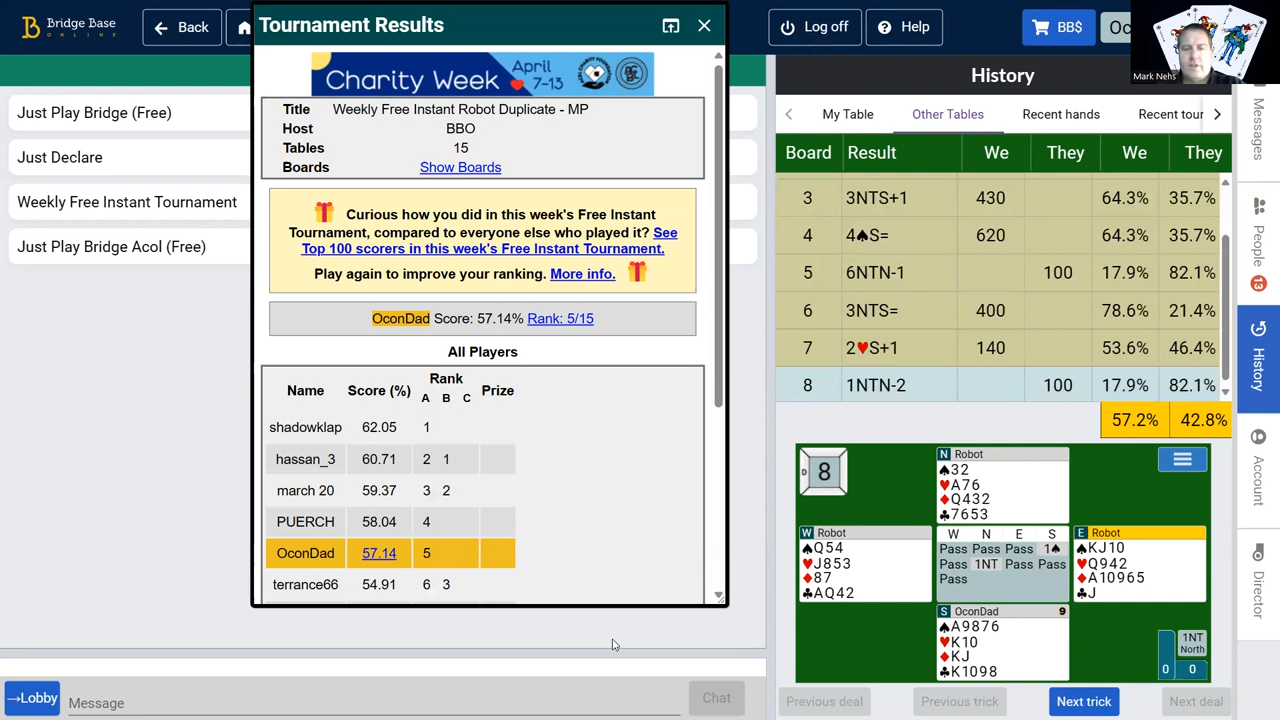 Bridge Base
ONLINE
Back
Log off
Help
BB$
Oc
Mark Nehs
Just Play Bridge (Free)
Just Declare
Weekly Free Instant Tournament
Just Play Bridge Acol (Free)
→Lobby
Message
Chat
Tournament Results
Charity Week
April
7-13
Title Weekly Free Instant Robot Duplicate - MP
Host BBO
Tables 15
Boards Show Boards
Curious how you did in this week's Free Instant
Tournament, compared to everyone else who played it? See
Top 100 scorers in this week's Free Instant Tournament.
Play again to improve your ranking. More info.
OconDad Score: 57.14% Rank: 5/15
All Players
Name Score (%) Rank Prize
A B C
shadowklap 62.05 1
hassan_3 60.71 2 1
march 20 59.37 3 2
PUERCH 58.04 4
OconDad 57.14 5
terrance66 54.91 6 3
History
My Table Other Tables Recent hands Recent tour
Board Result We They We They
3 3NTS+1 430 64.3% 35.7%
4 4♠S= 620 64.3% 35.7%
5 6NTN-1 100 17.9% 82.1%
6 3NTS= 400 78.6% 21.4%
7 2♥S+1 140 53.6% 46.4%
8 1NTN-2 100 17.9% 82.1%
57.2% 42.8%
D 8
N Robot
♠32
♥A76
♦Q432
♣7653
W Robot
♠Q54
♥J853
♦87
♣AQ42
W N E S
Pass Pass Pass 1♠
Pass 1NT Pass Pass
Pass
E Robot
♠KJ10
♥Q942
♦A10965
♣J
S OconDad 9
♠A9876
♥K10
♦KJ
♣K1098
1NT
North
0 0
Previous deal
Previous trick
Next trick
Next deal
Messages
People
13
History
Account
Director